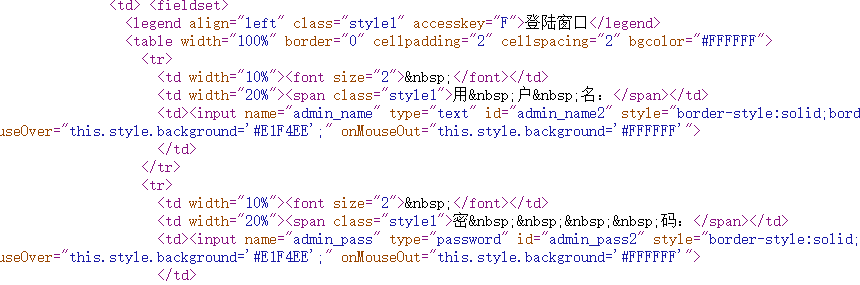 <td> <fieldset>
<legend align="left" class="style1" accesskey="F">登陆窗口</legend>
<table width="100%" border="0" cellpadding="2" cellspacing="2" bgcolor="#FFFFFF">
<tr>
<td width="10%"><font size="2">&nbsp;</font></td>
<td width="20%"><span class="style1">用&nbsp;户&nbsp;名：</span></td>
<td><input name="admin_name" type="text" id="admin_name2" style="border-style:solid;bord
useOver="this.style.background='#E1F4EE';" onMouseOut="this.style.background='#FFFFFF'">
</td>
</tr>
<tr>
<td width="10%"><font size="2">&nbsp;</font></td>
<td width="20%"><span class="style1">密&nbsp;&nbsp;&nbsp;&nbsp;码：</span></td>
<td><input name="admin_pass" type="password" id="admin_pass2" style="border-style:solid;
useOver="this.style.background='#E1F4EE';" onMouseOut="this.style.background='#FFFFFF'">
</td>